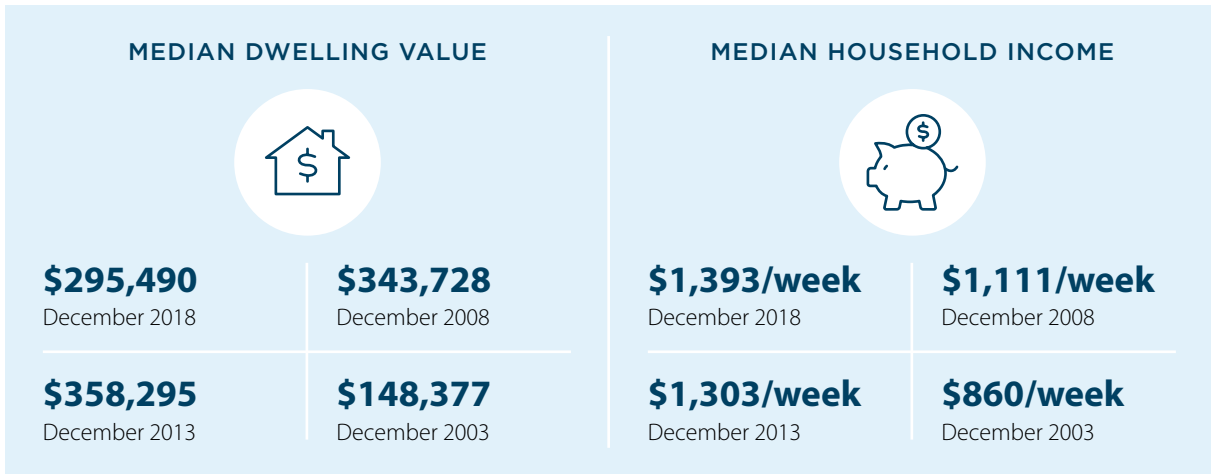 MEDIAN DWELLING VALUE
$
$295,490
December 2018
$343,728
December 2008
$358,295
December 2013
$148,377
December 2003
MEDIAN HOUSEHOLD INCOME
$
$1,393/week
December 2018
$1,111/week
December 2008
$1,303/week
December 2013
$860/week
December 2003